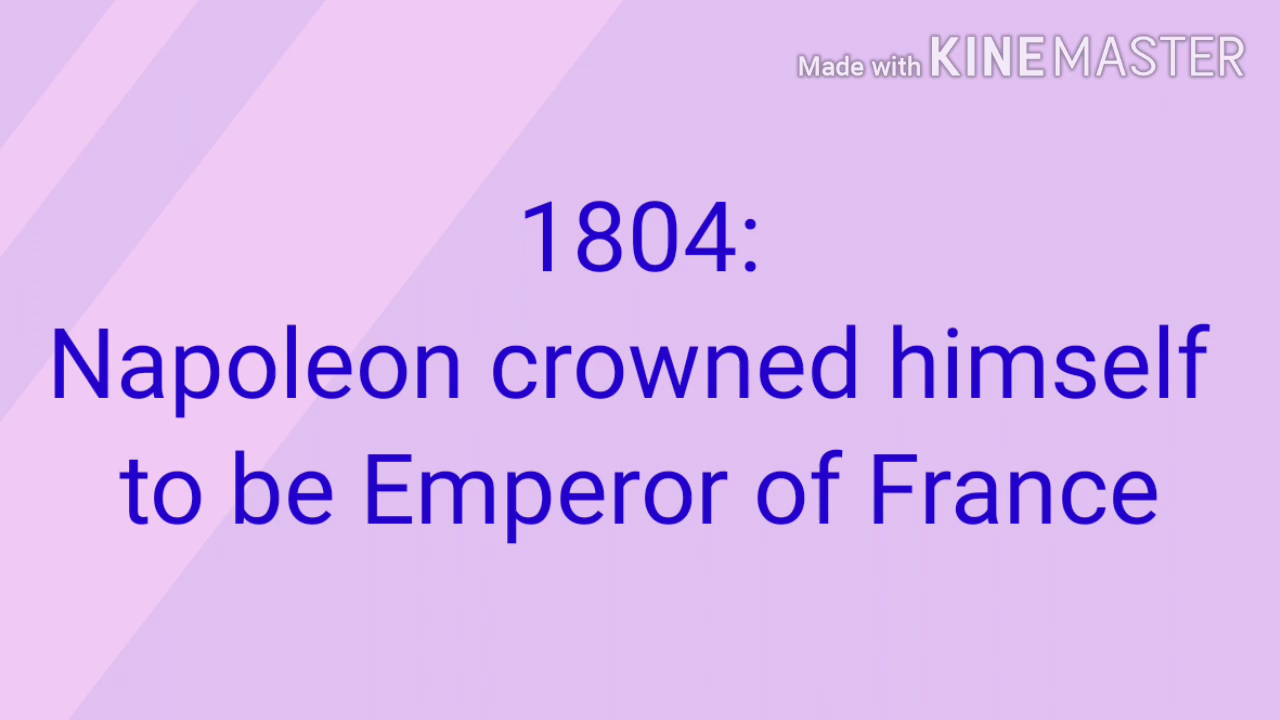 Made with KINEMASTER
1804:
Napoleon crowned himself
to be Emperor of France